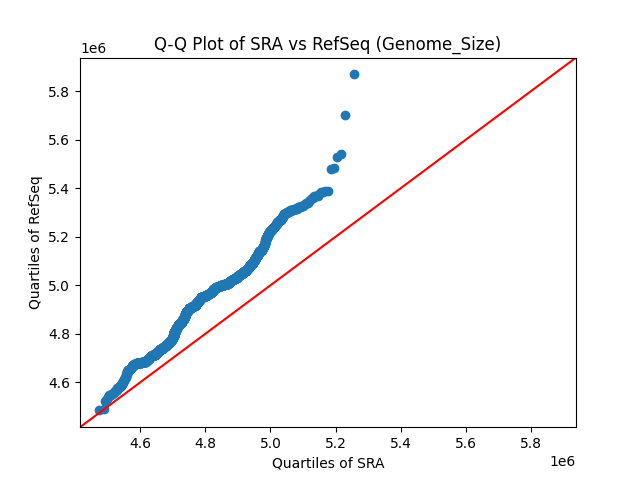 Q-Q Plot of SRA vs RefSeq (Genome_Size)
1e6
5.8
5.6
5.4
5.2
5.0
4.8
4.6
Quartiles of RefSeq
4.6 4.8 5.0 5.2 5.4 5.6 5.8
Quartiles of SRA
1e6